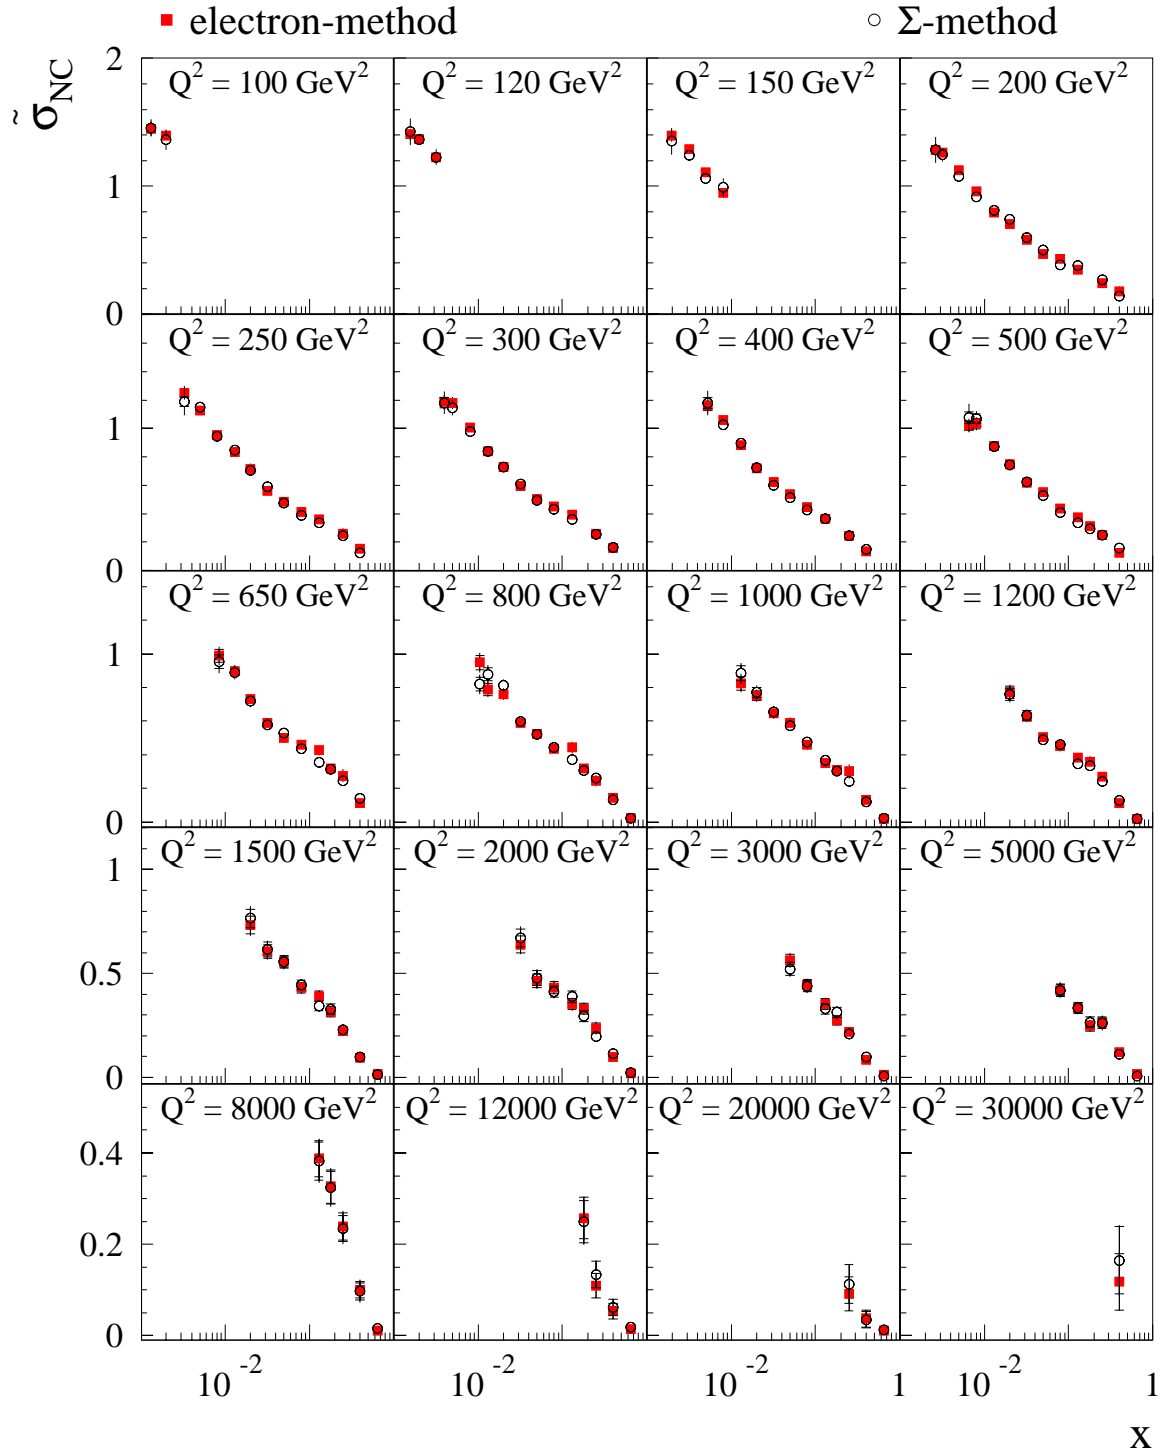 electron-method Σ-method
σ̃_NC
2
Q² = 100 GeV² Q² = 120 GeV² Q² = 150 GeV² Q² = 200 GeV²
1
0
Q² = 250 GeV² Q² = 300 GeV² Q² = 400 GeV² Q² = 500 GeV²
1
0
Q² = 650 GeV² Q² = 800 GeV² Q² = 1000 GeV² Q² = 1200 GeV²
1
0
Q² = 1500 GeV² Q² = 2000 GeV² Q² = 3000 GeV² Q² = 5000 GeV²
1
0.5
0
Q² = 8000 GeV² Q² = 12000 GeV² Q² = 20000 GeV² Q² = 30000 GeV²
0.4
0.2
0
10⁻² 10⁻² 10⁻² 1 10⁻² 1
x